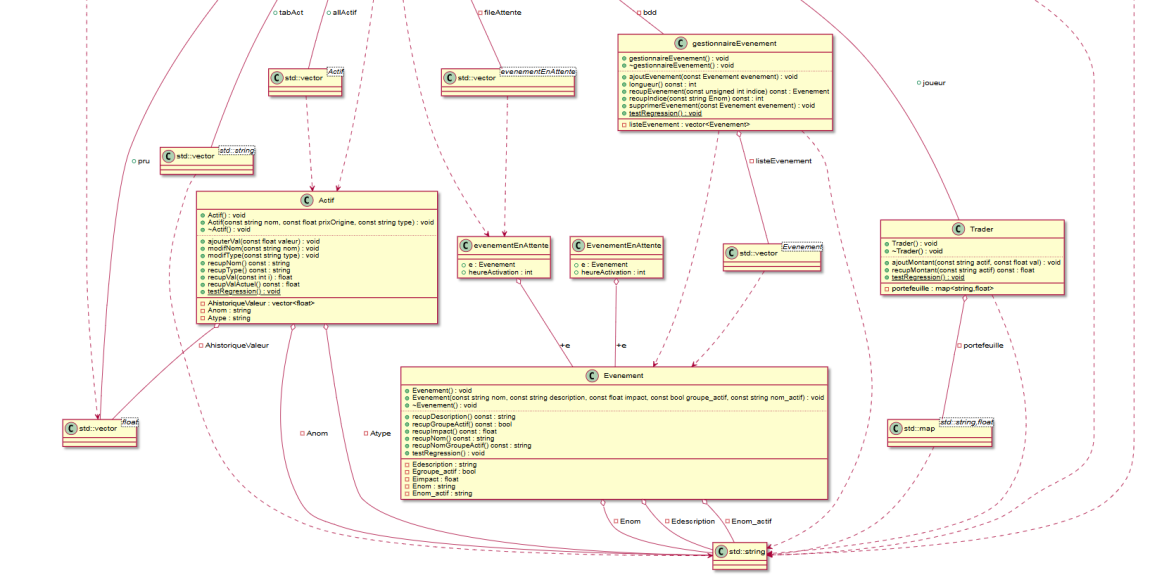 tabAct
allActif
fileAttente
bdd
C gestionnaireEvenement
gestionnaireEvenement() : void
~gestionnaireEvenement() : void
ajoutEvenement(const Evenement evenement) : void
longueur() const : int
recupEvenement(const unsigned int indice) const : Evenement
recupIndice(const string Enom) const : int
supprimerEvenement(const Evenement evenement) : void
testRegression() : void
listeEvenement : vector<Evenement>
C std::vector
Actif
C std::vector
evenementEnAttente
joueur
C std::vector
std::string
pru
listeEvenement
C Actif
Actif() : void
Actif(const string nom, const float prixOrigine, const string type) : void
~Actif() : void
ajouterVal(const float valeur) : void
modifNom(const string nom) : void
modifType(const string type) : void
recupNom() const : string
recupType() const : string
recupVal(const int i) : float
recupValActuel() const : float
testRegression() : void
AhistoriqueValeur : vector<float>
Anom : string
Atype : string
C evenementEnAttente
e : Evenement
heureActivation : int
C EvenementEnAttente
e : Evenement
heureActivation : int
C std::vector
Evenement
C Trader
Trader() : void
~Trader() : void
ajoutMontant(const string actif, const float val) : void
recupMontant(const string actif) const : float
testRegression() : void
portefeuille : map<string,float>
AhistoriqueValeur
+e
+e
portefeuille
C Evenement
Evenement() : void
Evenement(const string nom, const string description, const float impact, const bool groupe_actif, const string nom_actif) : void
~Evenement() : void
recupDescription() const : string
recupGroupeActif() const : bool
recupImpact() const : float
recupNom() const : string
recupNomGroupeActif() const : string
testRegression() : void
Edescription : string
Egroupe_actif : bool
Eimpact : float
Enom : string
Enom_actif : string
C std::vector
float
Anom
Atype
C std::map
std::string,float
Enom
Edescription
Enom_actif
C std::string